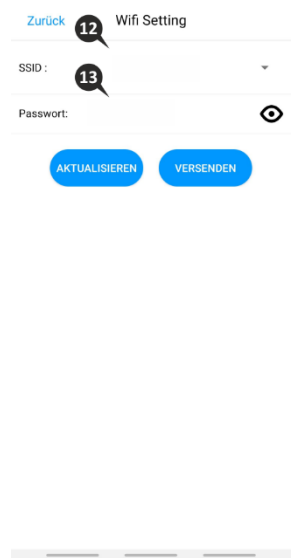 Zurück 12 Wifi Setting
SSID :
13
Passwort:
AKTUALISIEREN VERSENDEN